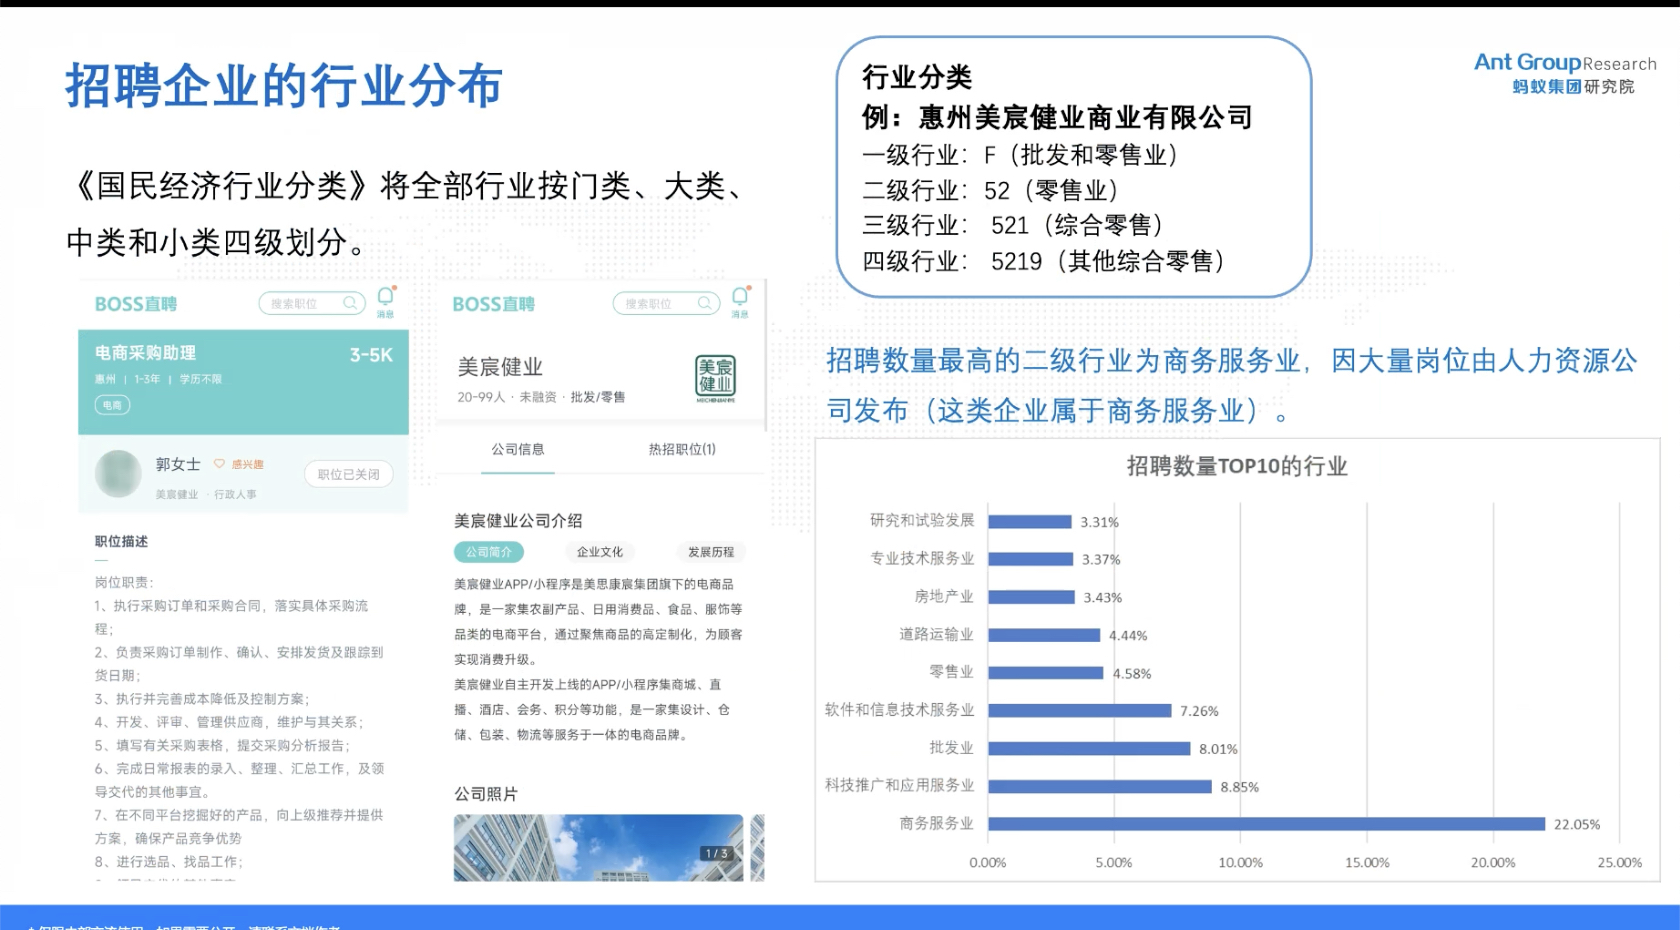 招聘企业的行业分布
《国民经济行业分类》将全部行业按门类、大类、
中类和小类四级划分。
行业分类
例：惠州美宸健业商业有限公司
一级行业：F（批发和零售业）
二级行业：52（零售业）
三级行业： 521（综合零售）
四级行业： 5219（其他综合零售）
Ant Group Research
蚂蚁集团研究院
BOSS直聘
搜索职位
消息
电商采购助理
3-5K
惠州 | 1-3年 | 学历不限
电商
郭女士
感兴趣
职位已关闭
美宸健业 · 行政人事
职位描述
岗位职责：
1、执行采购订单和采购合同，落实具体采购流
程；
2、负责采购订单制作、确认、安排发货及跟踪到
货日期；
3、执行并完善成本降低及控制方案；
4、开发、评审、管理供应商，维护与其关系；
5、填写有关采购表格，提交采购分析报告；
6、完成日常报表的录入、整理、汇总工作，及领
导交代的其他事宜。
7、在不同平台挖掘好的产品，向上级推荐并提供
方案，确保产品竞争优势
8、进行选品、找品工作；
BOSS直聘
搜索职位
消息
美宸健业
20-99人 · 未融资 · 批发/零售
美宸
健业
公司信息
热招职位(1)
美宸健业公司介绍
公司简介
企业文化
发展历程
美宸健业APP/小程序是美思康宸集团旗下的电商品
牌，是一家集农副产品、日用消费品、食品、服饰等
品类的电商平台，通过聚焦商品的高定制化，为顾客
实现消费升级。
美宸健业自主开发上线的APP/小程序集商城、直
播、酒店、会务、积分等功能，是一家集设计、仓
储、包装、物流等服务于一体的电商品牌。
公司照片
1 / 3
招聘数量最高的二级行业为商务服务业，因大量岗位由人力资源公
司发布（这类企业属于商务服务业）。
招聘数量TOP10的行业
研究和试验发展 3.31%
专业技术服务业 3.37%
房地产业 3.43%
道路运输业 4.44%
零售业 4.58%
软件和信息技术服务业 7.26%
批发业 8.01%
科技推广和应用服务业 8.85%
商务服务业 22.05%
0.00% 5.00% 10.00% 15.00% 20.00% 25.00%